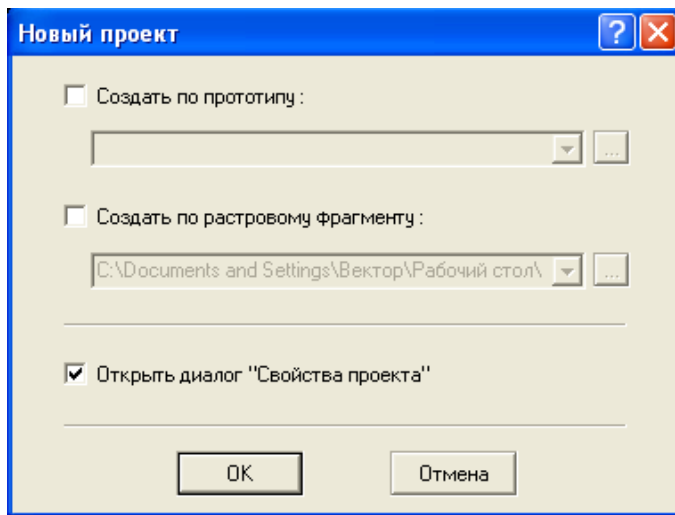 Новый проект
Создать по прототипу :
...
Создать по растровому фрагменту :
C:\Documents and Settings\Вектор\Рабочий стол\
...
Открыть диалог "Свойства проекта"
OK
Отмена